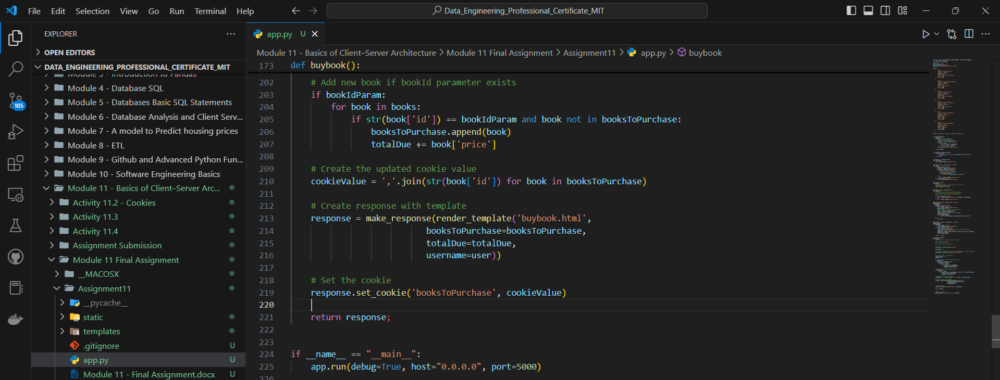 File Edit Selection View Go Run Terminal Help
Data_Engineering_Professional_Certificate_MIT
EXPLORER
OPEN EDITORS
DATA_ENGINEERING_PROFESSIONAL_CERTIFICATE_MIT
Module 3 - Introduction to Pandas
Module 4 - Database SQL
Module 5 - Databases Basic SQL Statements
Module 6 - Database Analysis and Client Serv...
Module 7 - A model to Predict housing prices
Module 8 - ETL
Module 9 - Github and Advanced Python Fun...
Module 10 - Software Engineering Basics
Module 11 - Basics of Client–Server Arc...
Activity 11.2 - Cookies
Activity 11.3
Activity 11.4
Assignment Submission
Module 11 Final Assignment
__MACOSX
Assignment11
__pycache__
static
templates
.gitignore U
app.py U
Module 11 - Final Assignment.docx U
105
app.py U
Module 11 - Basics of Client–Server Architecture > Module 11 Final Assignment > Assignment11 > app.py > buybook
173 def buybook():
202 # Add new book if bookId parameter exists
203 if bookIdParam:
204 for book in books:
205 if str(book['id']) == bookIdParam and book not in booksToPurchase:
206 booksToPurchase.append(book)
207 totalDue += book['price']
208
209 # Create the updated cookie value
210 cookieValue = ','.join(str(book['id']) for book in booksToPurchase)
211
212 # Create response with template
213 response = make_response(render_template('buybook.html',
214 booksToPurchase=booksToPurchase,
215 totalDue=totalDue,
216 username=user))
217
218 # Set the cookie
219 response.set_cookie('booksToPurchase', cookieValue)
220
221 return response;
222
223
224 if __name__ == "__main__":
225 app.run(debug=True, host="0.0.0.0", port=5000)
226